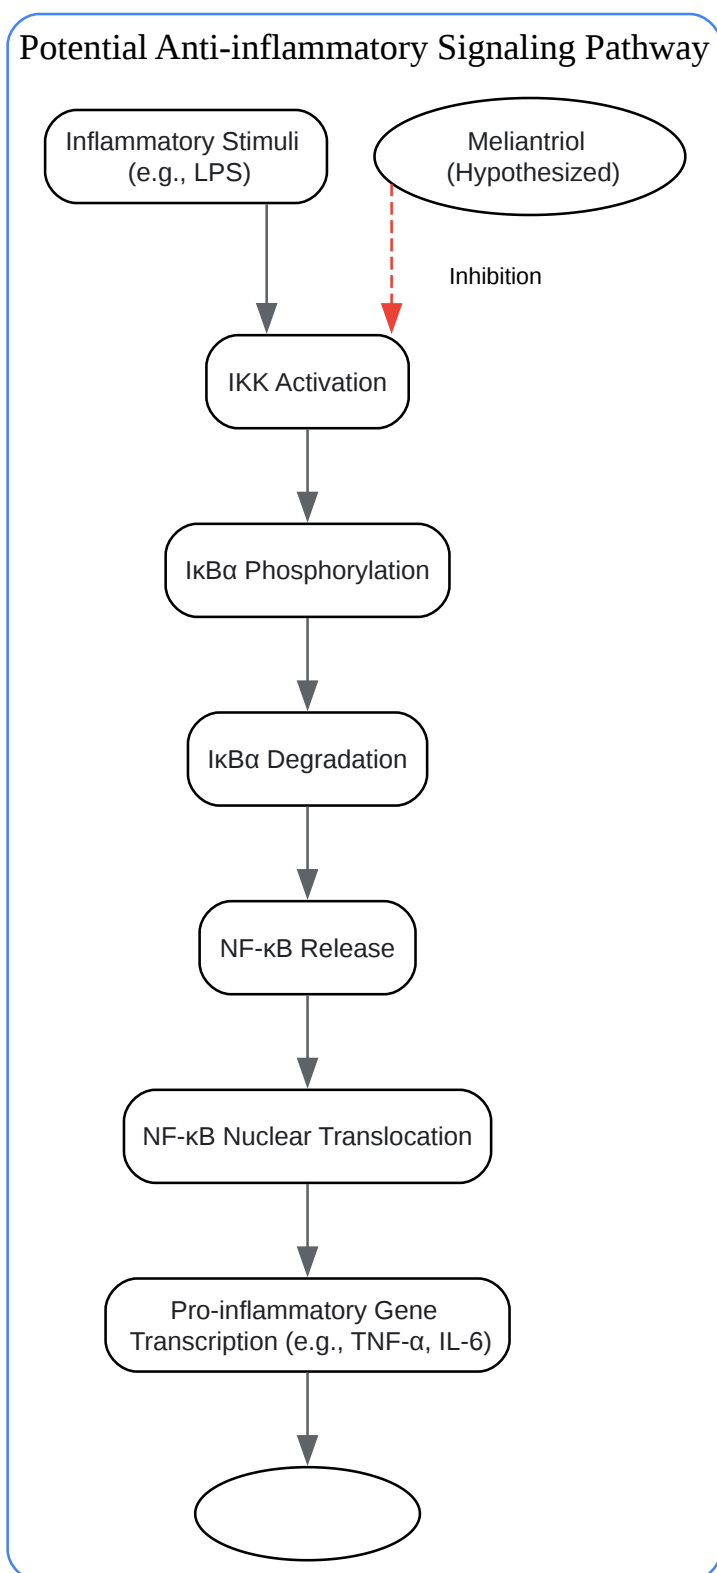 Potential Anti-inflammatory Signaling Pathway
Inflammatory Stimuli
(e.g., LPS)
Meliantriol
(Hypothesized)
Inhibition
IKK Activation
IκBα Phosphorylation
IκBα Degradation
NF-κB Release
NF-κB Nuclear Translocation
Pro-inflammatory Gene
Transcription (e.g., TNF-α, IL-6)